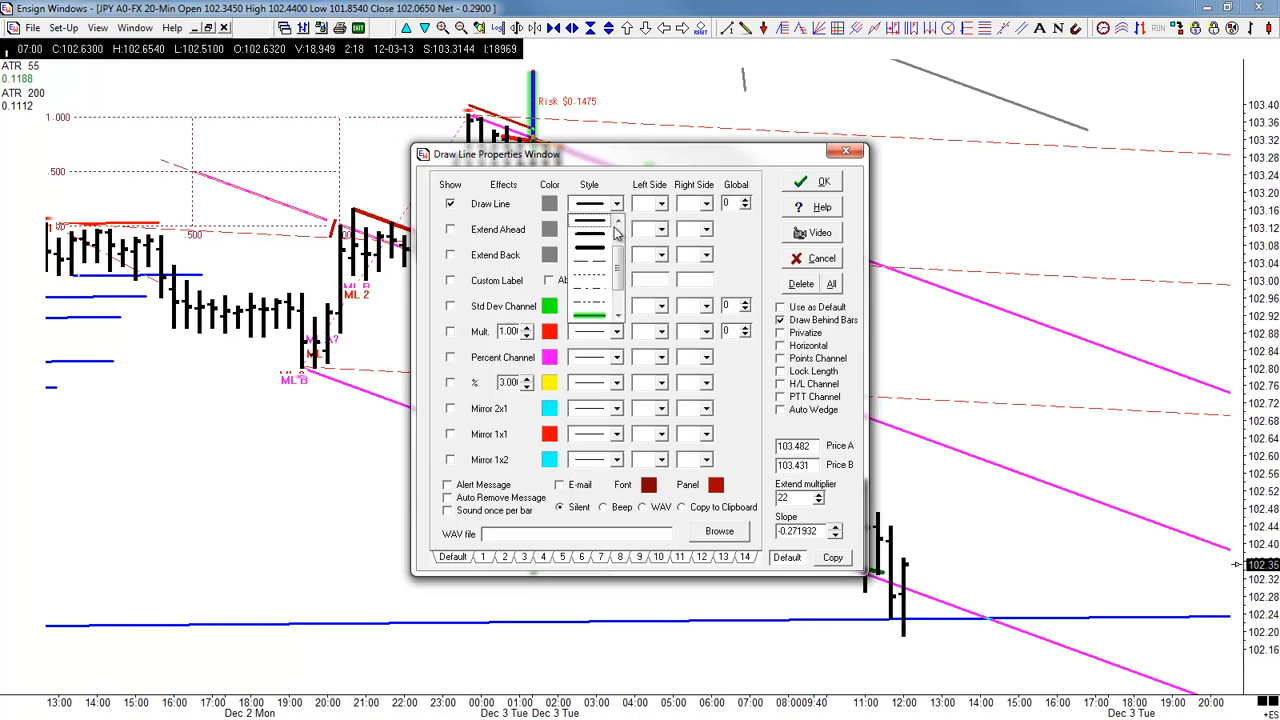 Ensign Windows - [JPY A0-FX 20-Min Open 102.3450 High 102.4400 Low 101.8540 Close 102.0650 Net - 0.2900 ]
File Set-Up View Window Help
07:00 C:102.6300 H:102.6540 L:102.5100 O:102.6320 V:18,949 2:18 12-03-13 S:103.3144 I:18969
ATR 55
0.1188
ATR 200
0.1112
Risk $0.1475
1.000
.500
.500
ML B
ML 2
ML B
Draw Line Properties Window
Show Effects Color Style Left Side Right Side Global
Draw Line 0
Extend Ahead
Extend Back
Custom Label
Std Dev Channel 0
Mult. 1.00 0
Percent Channel
% 3.00
Mirror 2x1
Mirror 1x1
Mirror 1x2
Alert Message E-mail Font Panel
Auto Remove Message
Sound once per bar Silent Beep WAV Copy to Clipboard
WAV file Browse
Default 1 2 3 4 5 6 7 8 9 10 11 12 13 14
OK
Help
Video
Cancel
Delete All
Use as Default
Draw Behind Bars
Privatize
Horizontal
Points Channel
Lock Length
H/L Channel
PTT Channel
Auto Wedge
103.482 Price A
103.431 Price B
Extend multiplier
22
Slope
-0.271932
Default Copy
103.40
103.36
103.32
103.28
103.24
103.20
103.16
103.12
103.08
103.04
103.00
102.96
102.92
102.88
102.84
102.80
102.76
102.72
102.68
102.64
102.60
102.56
102.52
102.48
102.44
102.40
102.35
102.32
102.28
102.24
102.20
102.16
13:00 14:00 15:00 16:00 17:00 18:00 19:00 20:00 21:00 22:00 23:00 00:00 01:00 02:00 03:00 04:00 05:00 06:00 07:00 08:00 09:40 11:00 12:00 13:00 14:00 15:00 16:00 17:00 18:00 19:00 20:00
Dec 2 Mon Dec 3 Tue Dec 3 Tue Dec 3 Tue
+ES